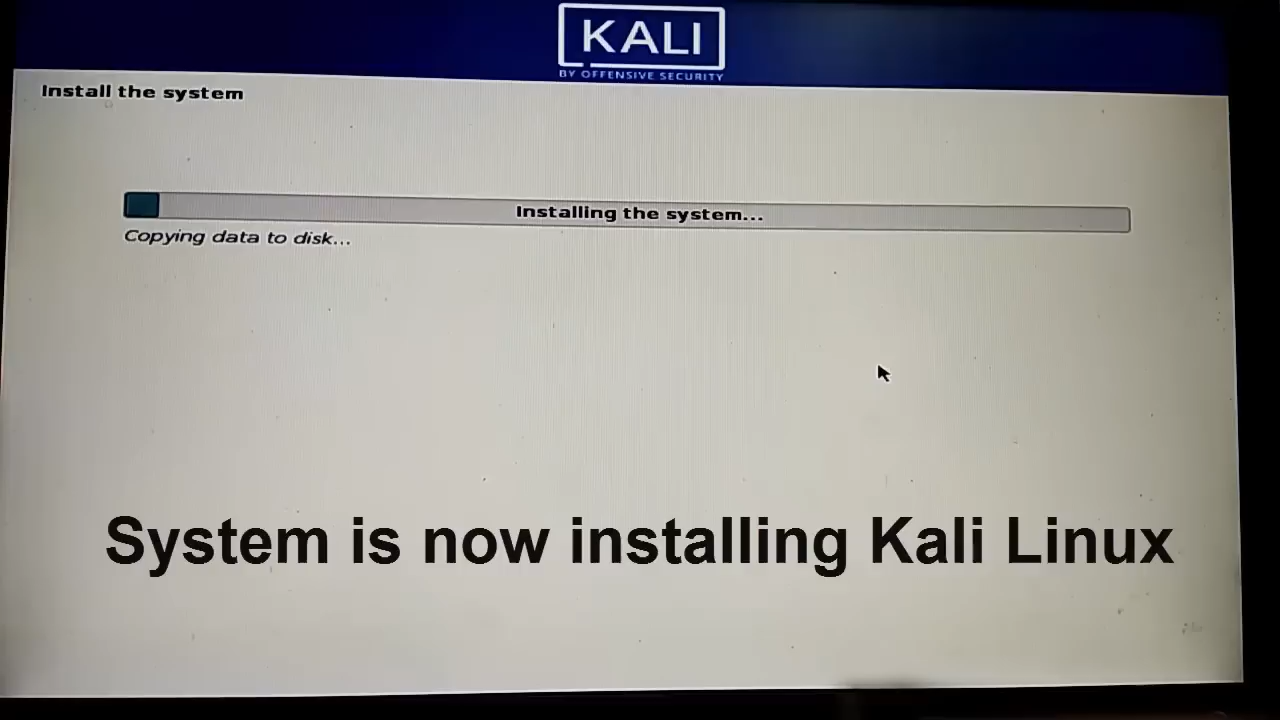 KALI
BY OFFENSIVE SECURITY
Install the system
Installing the system...
Copying data to disk...
System is now installing Kali Linux